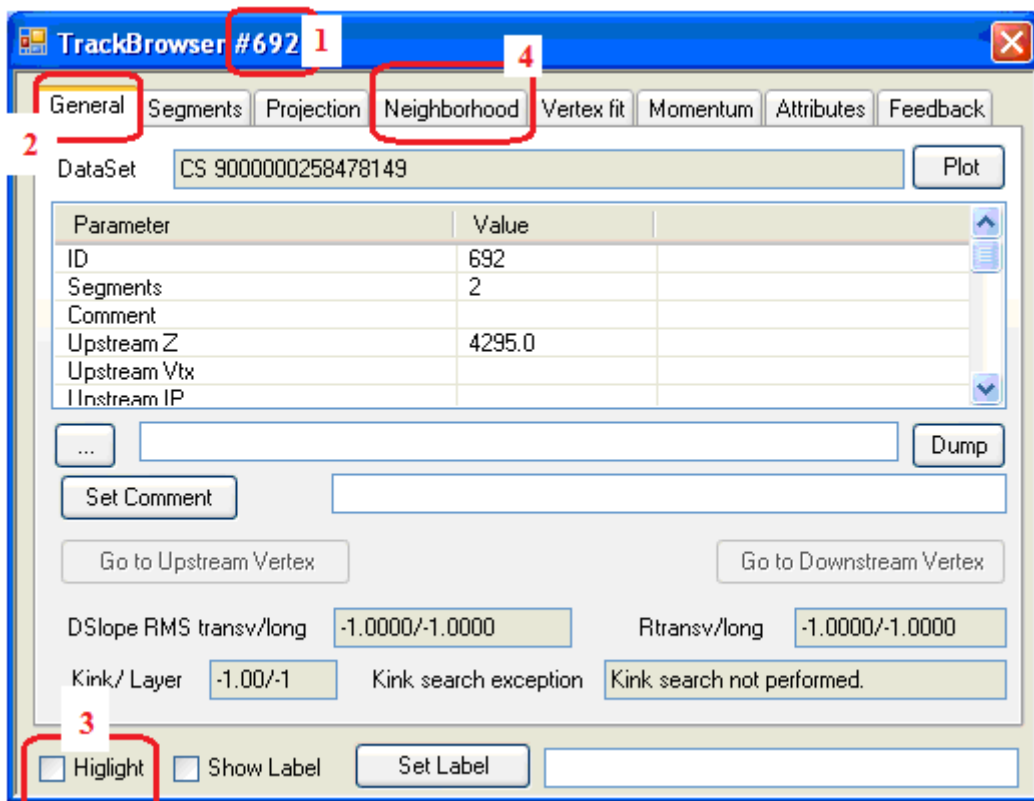 TrackBrowser #692 1
4
General Segments Projection Neighborhood Vertex fit Momentum Attributes Feedback
2
DataSet CS 9000000258478149 Plot
Parameter Value
ID 692
Segments 2
Comment
Upstream Z 4295.0
Upstream Vtx
Upstream IP
... Dump
Set Comment
Go to Upstream Vertex Go to Downstream Vertex
DSlope RMS transv/long -1.0000/-1.0000 Rtransv/long -1.0000/-1.0000
Kink/ Layer -1.00/-1 Kink search exception Kink search not performed.
3
Higlight Show Label Set Label